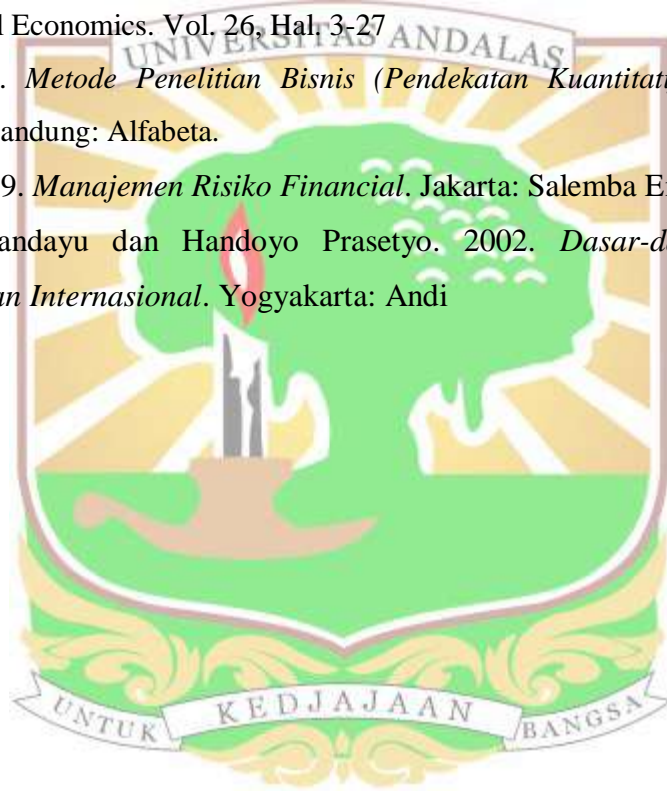 l Economics. Vol. 26, Hal. 3-27
UNIVERSITAS ANDALAS
. Metode Penelitian Bisnis (Pendekatan Kuantitati
andung: Alfabeta.
9. Manajemen Risiko Financial. Jakarta: Salemba E
andayu dan Handoyo Prasetyo. 2002. Dasar-d
an Internasional. Yogyakarta: Andi
UNTUK KEDJAJAAN BANGSA